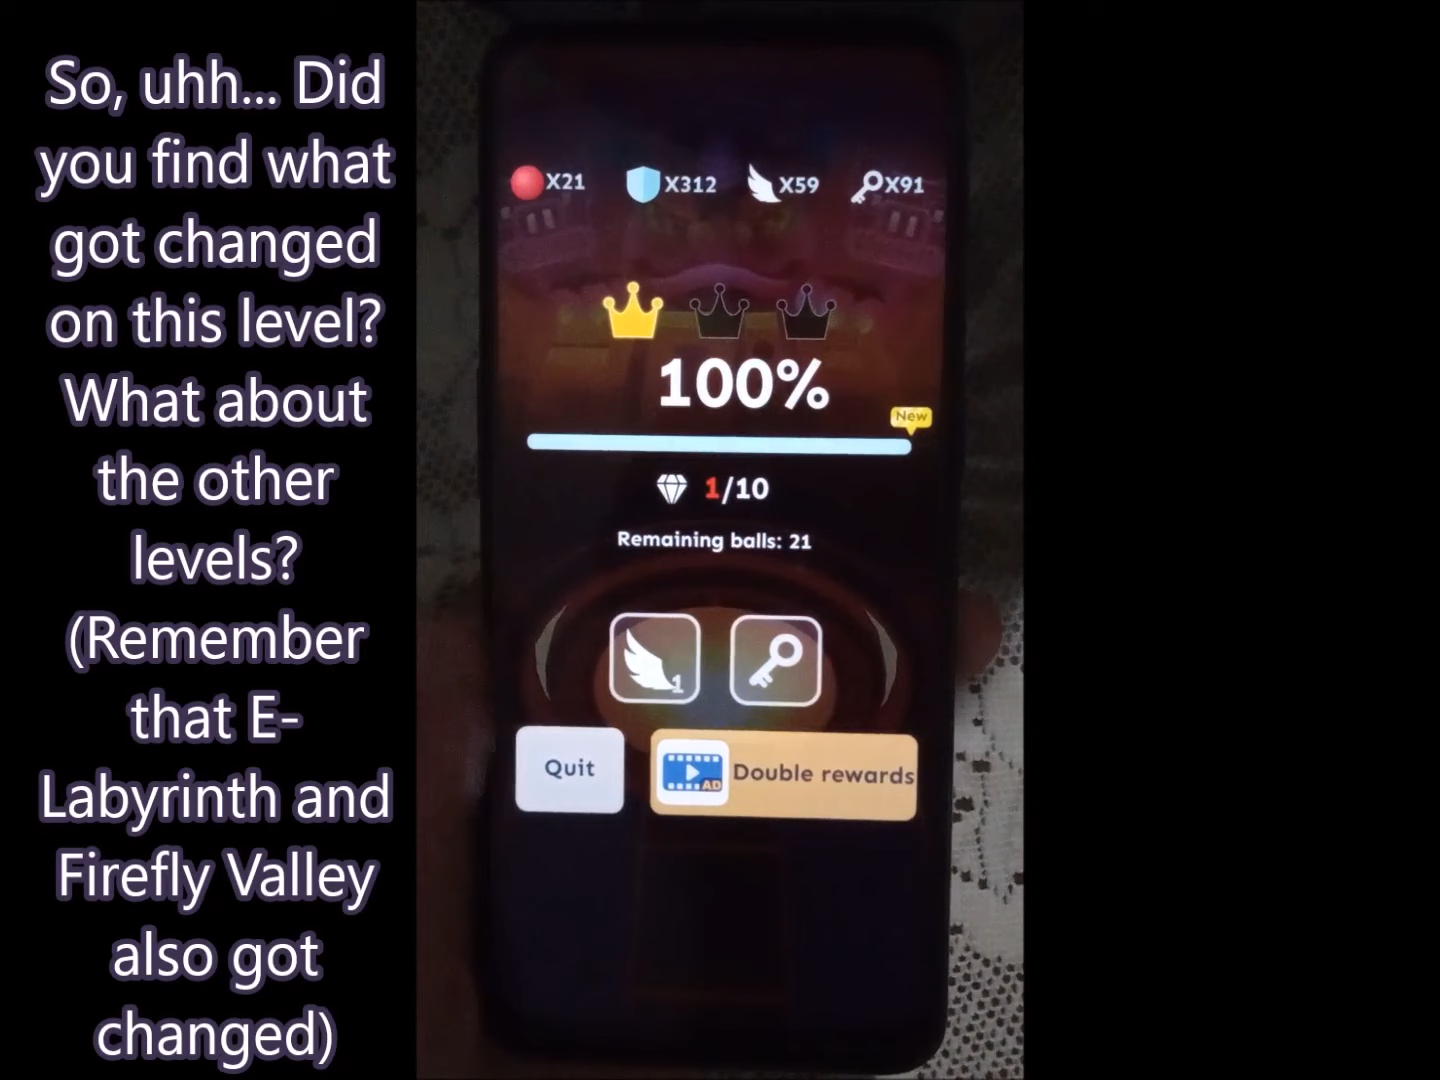 So, uhh... Did
you find what
got changed
on this level?
What about
the other
levels?
(Remember
that E-
Labyrinth and
Firefly Valley
also got
changed)
X21 X312 X59 X91
100%
New
1/10
Remaining balls: 21
1
Quit
AD
Double rewards